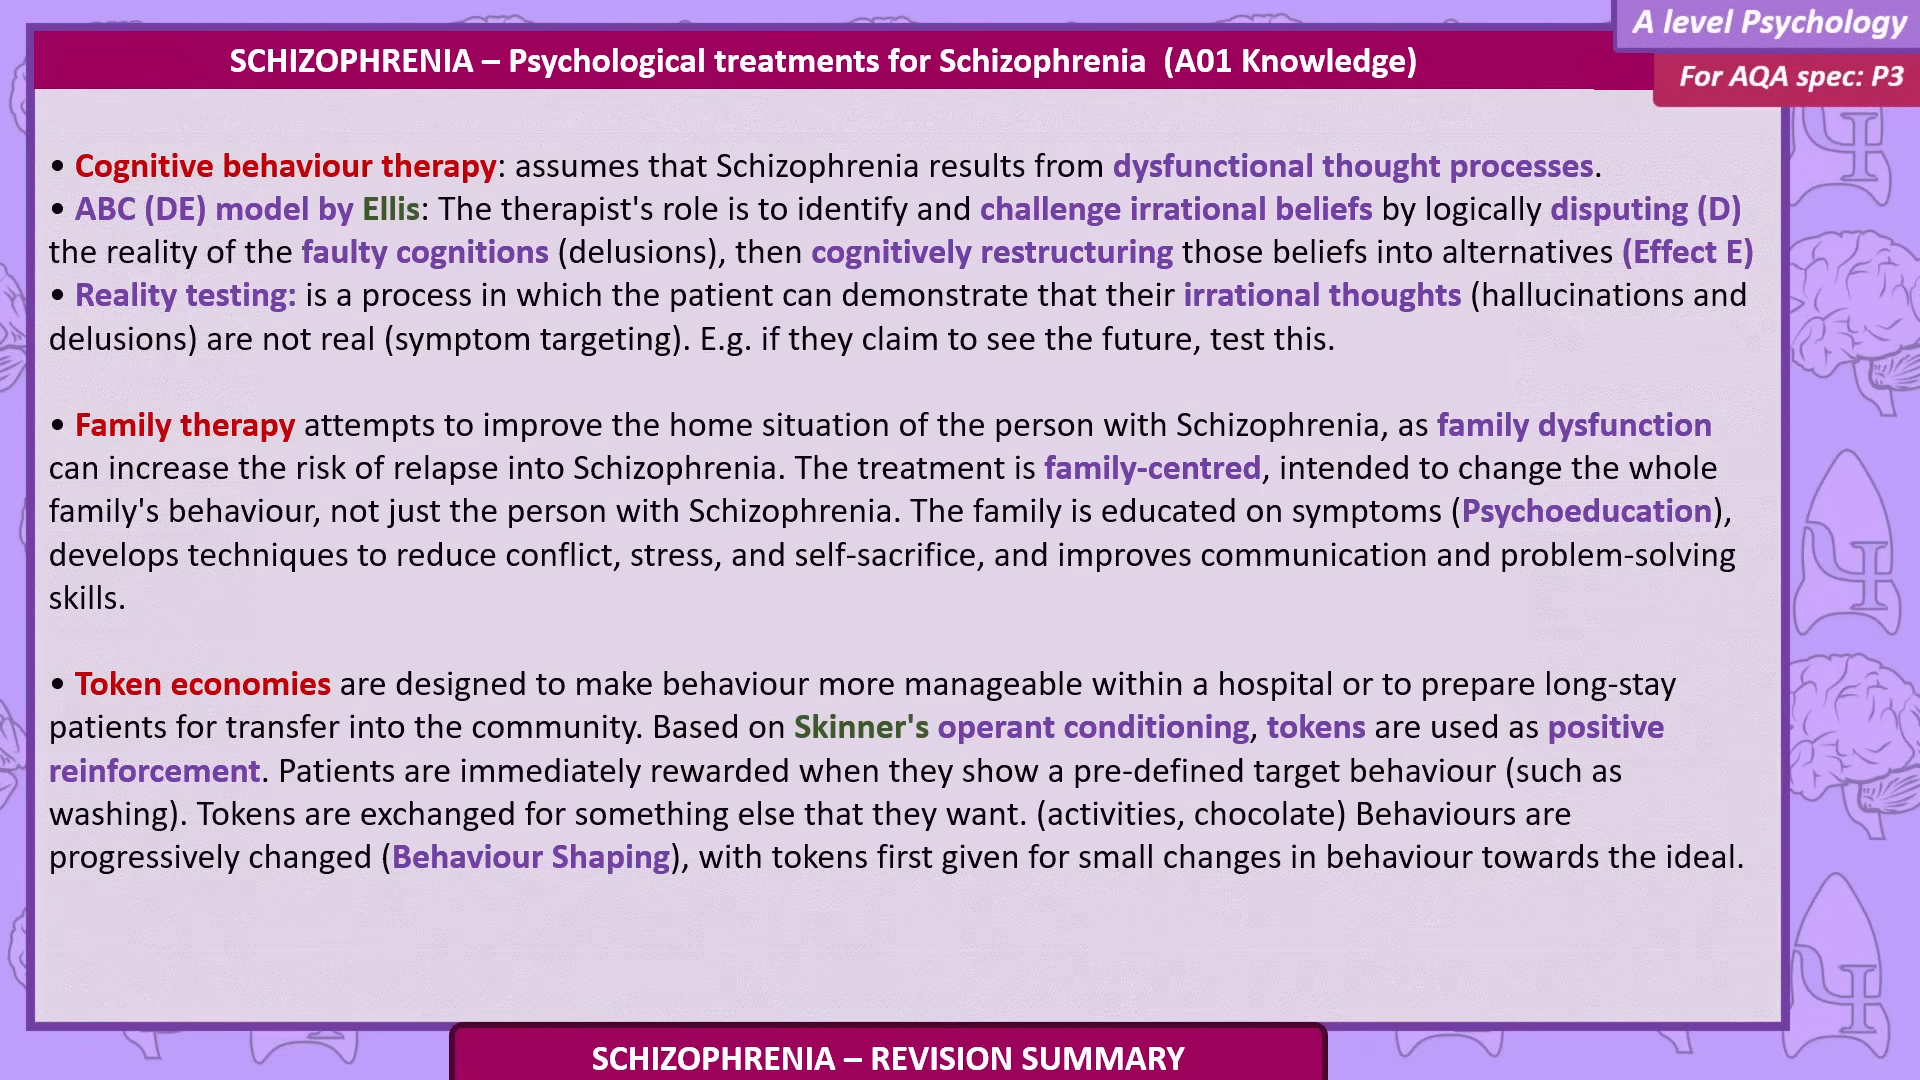 A level Psychology
SCHIZOPHRENIA – Psychological treatments for Schizophrenia (A01 Knowledge)
For AQA spec: P3
• Cognitive behaviour therapy: assumes that Schizophrenia results from dysfunctional thought processes.
• ABC (DE) model by Ellis: The therapist's role is to identify and challenge irrational beliefs by logically disputing (D)
the reality of the faulty cognitions (delusions), then cognitively restructuring those beliefs into alternatives (Effect E)
• Reality testing: is a process in which the patient can demonstrate that their irrational thoughts (hallucinations and
delusions) are not real (symptom targeting). E.g. if they claim to see the future, test this.
• Family therapy attempts to improve the home situation of the person with Schizophrenia, as family dysfunction
can increase the risk of relapse into Schizophrenia. The treatment is family-centred, intended to change the whole
family's behaviour, not just the person with Schizophrenia. The family is educated on symptoms (Psychoeducation),
develops techniques to reduce conflict, stress, and self-sacrifice, and improves communication and problem-solving
skills.
• Token economies are designed to make behaviour more manageable within a hospital or to prepare long-stay
patients for transfer into the community. Based on Skinner's operant conditioning, tokens are used as positive
reinforcement. Patients are immediately rewarded when they show a pre-defined target behaviour (such as
washing). Tokens are exchanged for something else that they want. (activities, chocolate) Behaviours are
progressively changed (Behaviour Shaping), with tokens first given for small changes in behaviour towards the ideal.
SCHIZOPHRENIA – REVISION SUMMARY